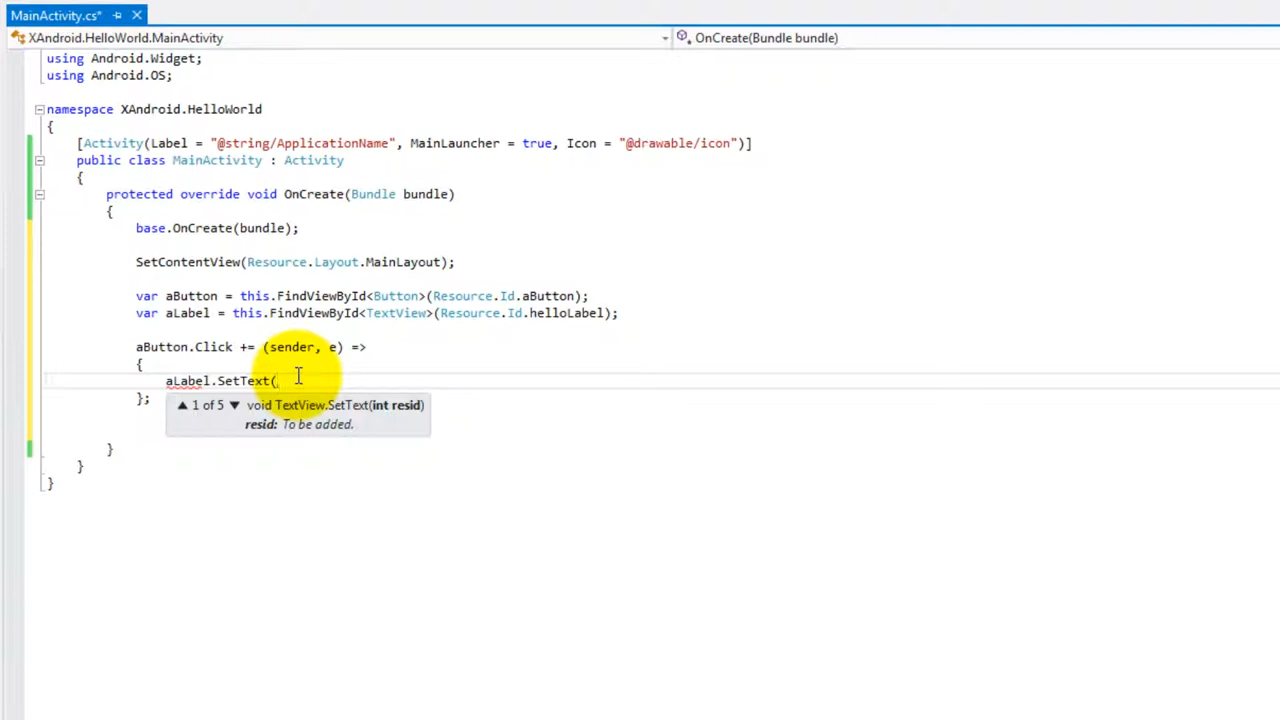 MainActivity.cs*
XAndroid.HelloWorld.MainActivity
OnCreate(Bundle bundle)
using Android.Widget;
using Android.OS;
namespace XAndroid.HelloWorld
{
[Activity(Label = "@string/ApplicationName", MainLauncher = true, Icon = "@drawable/icon")]
public class MainActivity : Activity
{
protected override void OnCreate(Bundle bundle)
{
base.OnCreate(bundle);
SetContentView(Resource.Layout.MainLayout);
var aButton = this.FindViewById<Button>(Resource.Id.aButton);
var aLabel = this.FindViewById<TextView>(Resource.Id.helloLabel);
aButton.Click += (sender, e) =>
{
aLabel.SetText(
};
▲ 1 of 5 ▼ void TextView.SetText(int resid)
resid: To be added.
}
}
}